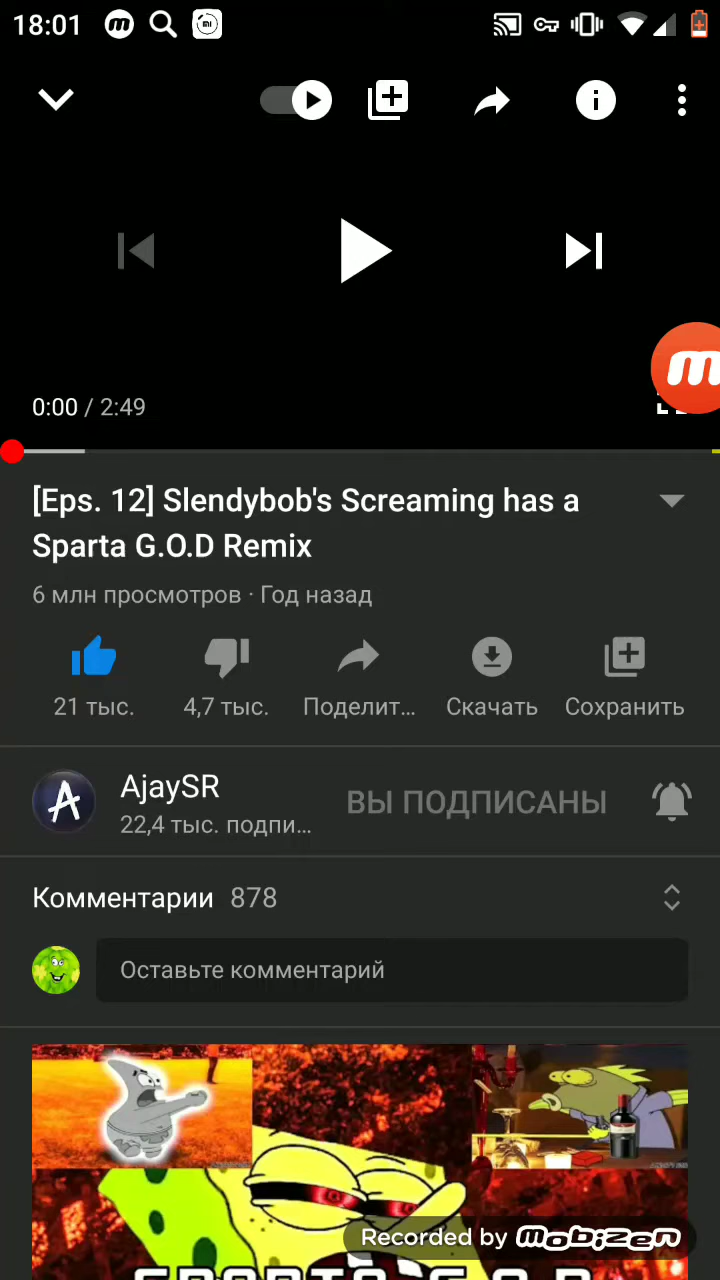 18:01
0:00 / 2:49
[Eps. 12] Slendybob's Screaming has a
Sparta G.O.D Remix
6 млн просмотров · Год назад
21 тыс.
4,7 тыс.
Поделит...
Скачать
Сохранить
AjaySR
22,4 тыс. подпи...
ВЫ ПОДПИСАНЫ
Комментарии 878
Оставьте комментарий
Recorded by mobizen
SPARTA G.O.D